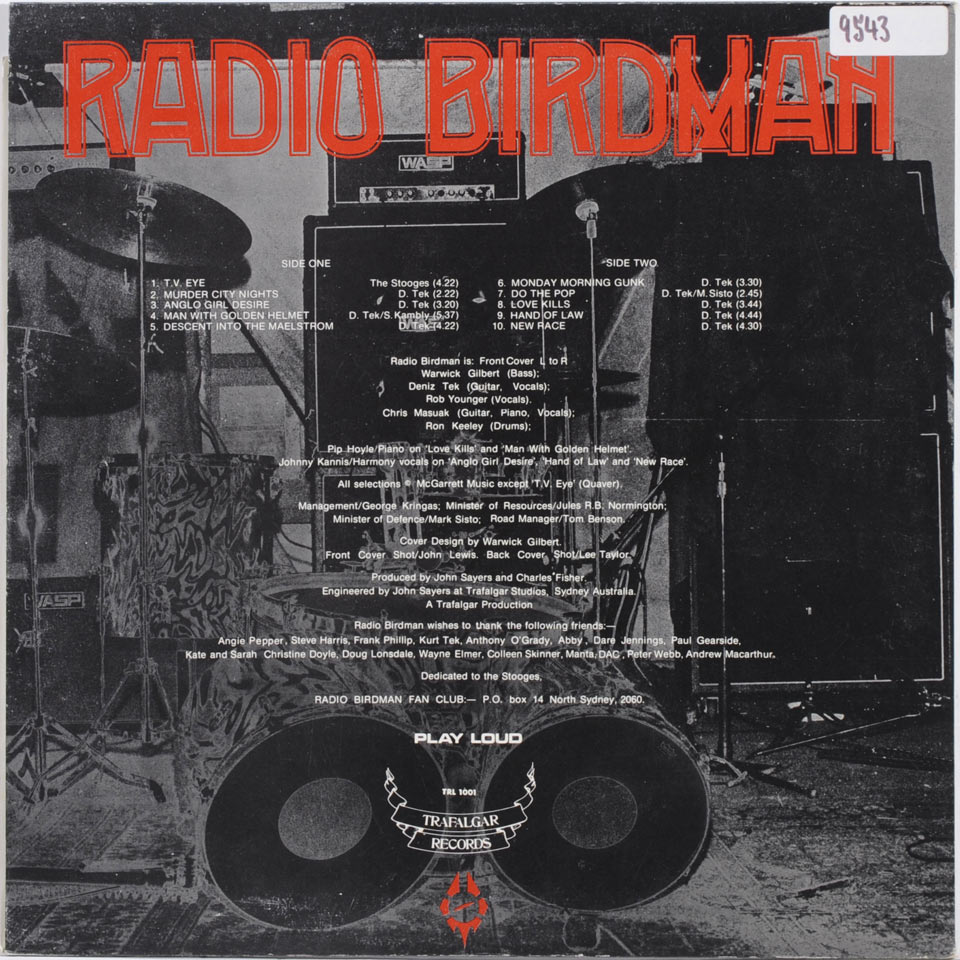 9543
RADIO BIRDMAN
WASP
SIDE ONE
1. T.V. EYE The Stooges (4.22)
2. MURDER CITY NIGHTS D. Tek (2.22)
3. ANGLO GIRL DESIRE D. Tek (3.20)
4. MAN WITH GOLDEN HELMET D. Tek/S. Kambly (5.37)
5. DESCENT INTO THE MAELSTROM D. Tek (4.22)
SIDE TWO
6. MONDAY MORNING GUNK D. Tek (3.30)
7. DO THE POP D. Tek/M. Sisto (2.45)
8. LOVE KILLS D. Tek (3.44)
9. HAND OF LAW D. Tek (4.44)
10. NEW RACE D. Tek (4.30)
Radio Birdman is: Front Cover L to R
Warwick Gilbert (Bass);
Deniz Tek (Guitar, Vocals);
Rob Younger (Vocals).
Chris Masuak (Guitar, Piano, Vocals);
Ron Keeley (Drums);
Pip Hoyle/Piano on 'Love Kills' and 'Man With Golden Helmet'.
Johnny Kannis/Harmony vocals on 'Anglo Girl Desire', 'Hand of Law' and 'New Race'.
All selections © McGarrett Music except 'T.V. Eye' (Quaver).
Management/George Kringas; Minister of Resources/Jules R.B. Normington;
Minister of Defence/Mark Sisto; Road Manager/Tom Benson.
Cover Design by Warwick Gilbert.
Front Cover Shot/John Lewis. Back Cover Shot/Lee Taylor.
Produced by John Sayers and Charles Fisher.
Engineered by John Sayers at Trafalgar Studios, Sydney Australia.
A Trafalgar Production
WASP
Radio Birdman wishes to thank the following friends:—
Angie Pepper, Steve Harris, Frank Phillip, Kurt Tek, Anthony O'Grady, Abby, Dare Jennings, Paul Gearside,
Kate and Sarah Christine Doyle, Doug Lonsdale, Wayne Elmer, Colleen Skinner, Manta, DAC, Peter Webb, Andrew Macarthur.
Dedicated to the Stooges,
RADIO BIRDMAN FAN CLUB:— P.O. box 14 North Sydney, 2060.
PLAY LOUD
TRL 1001
TRAFALGAR
RECORDS